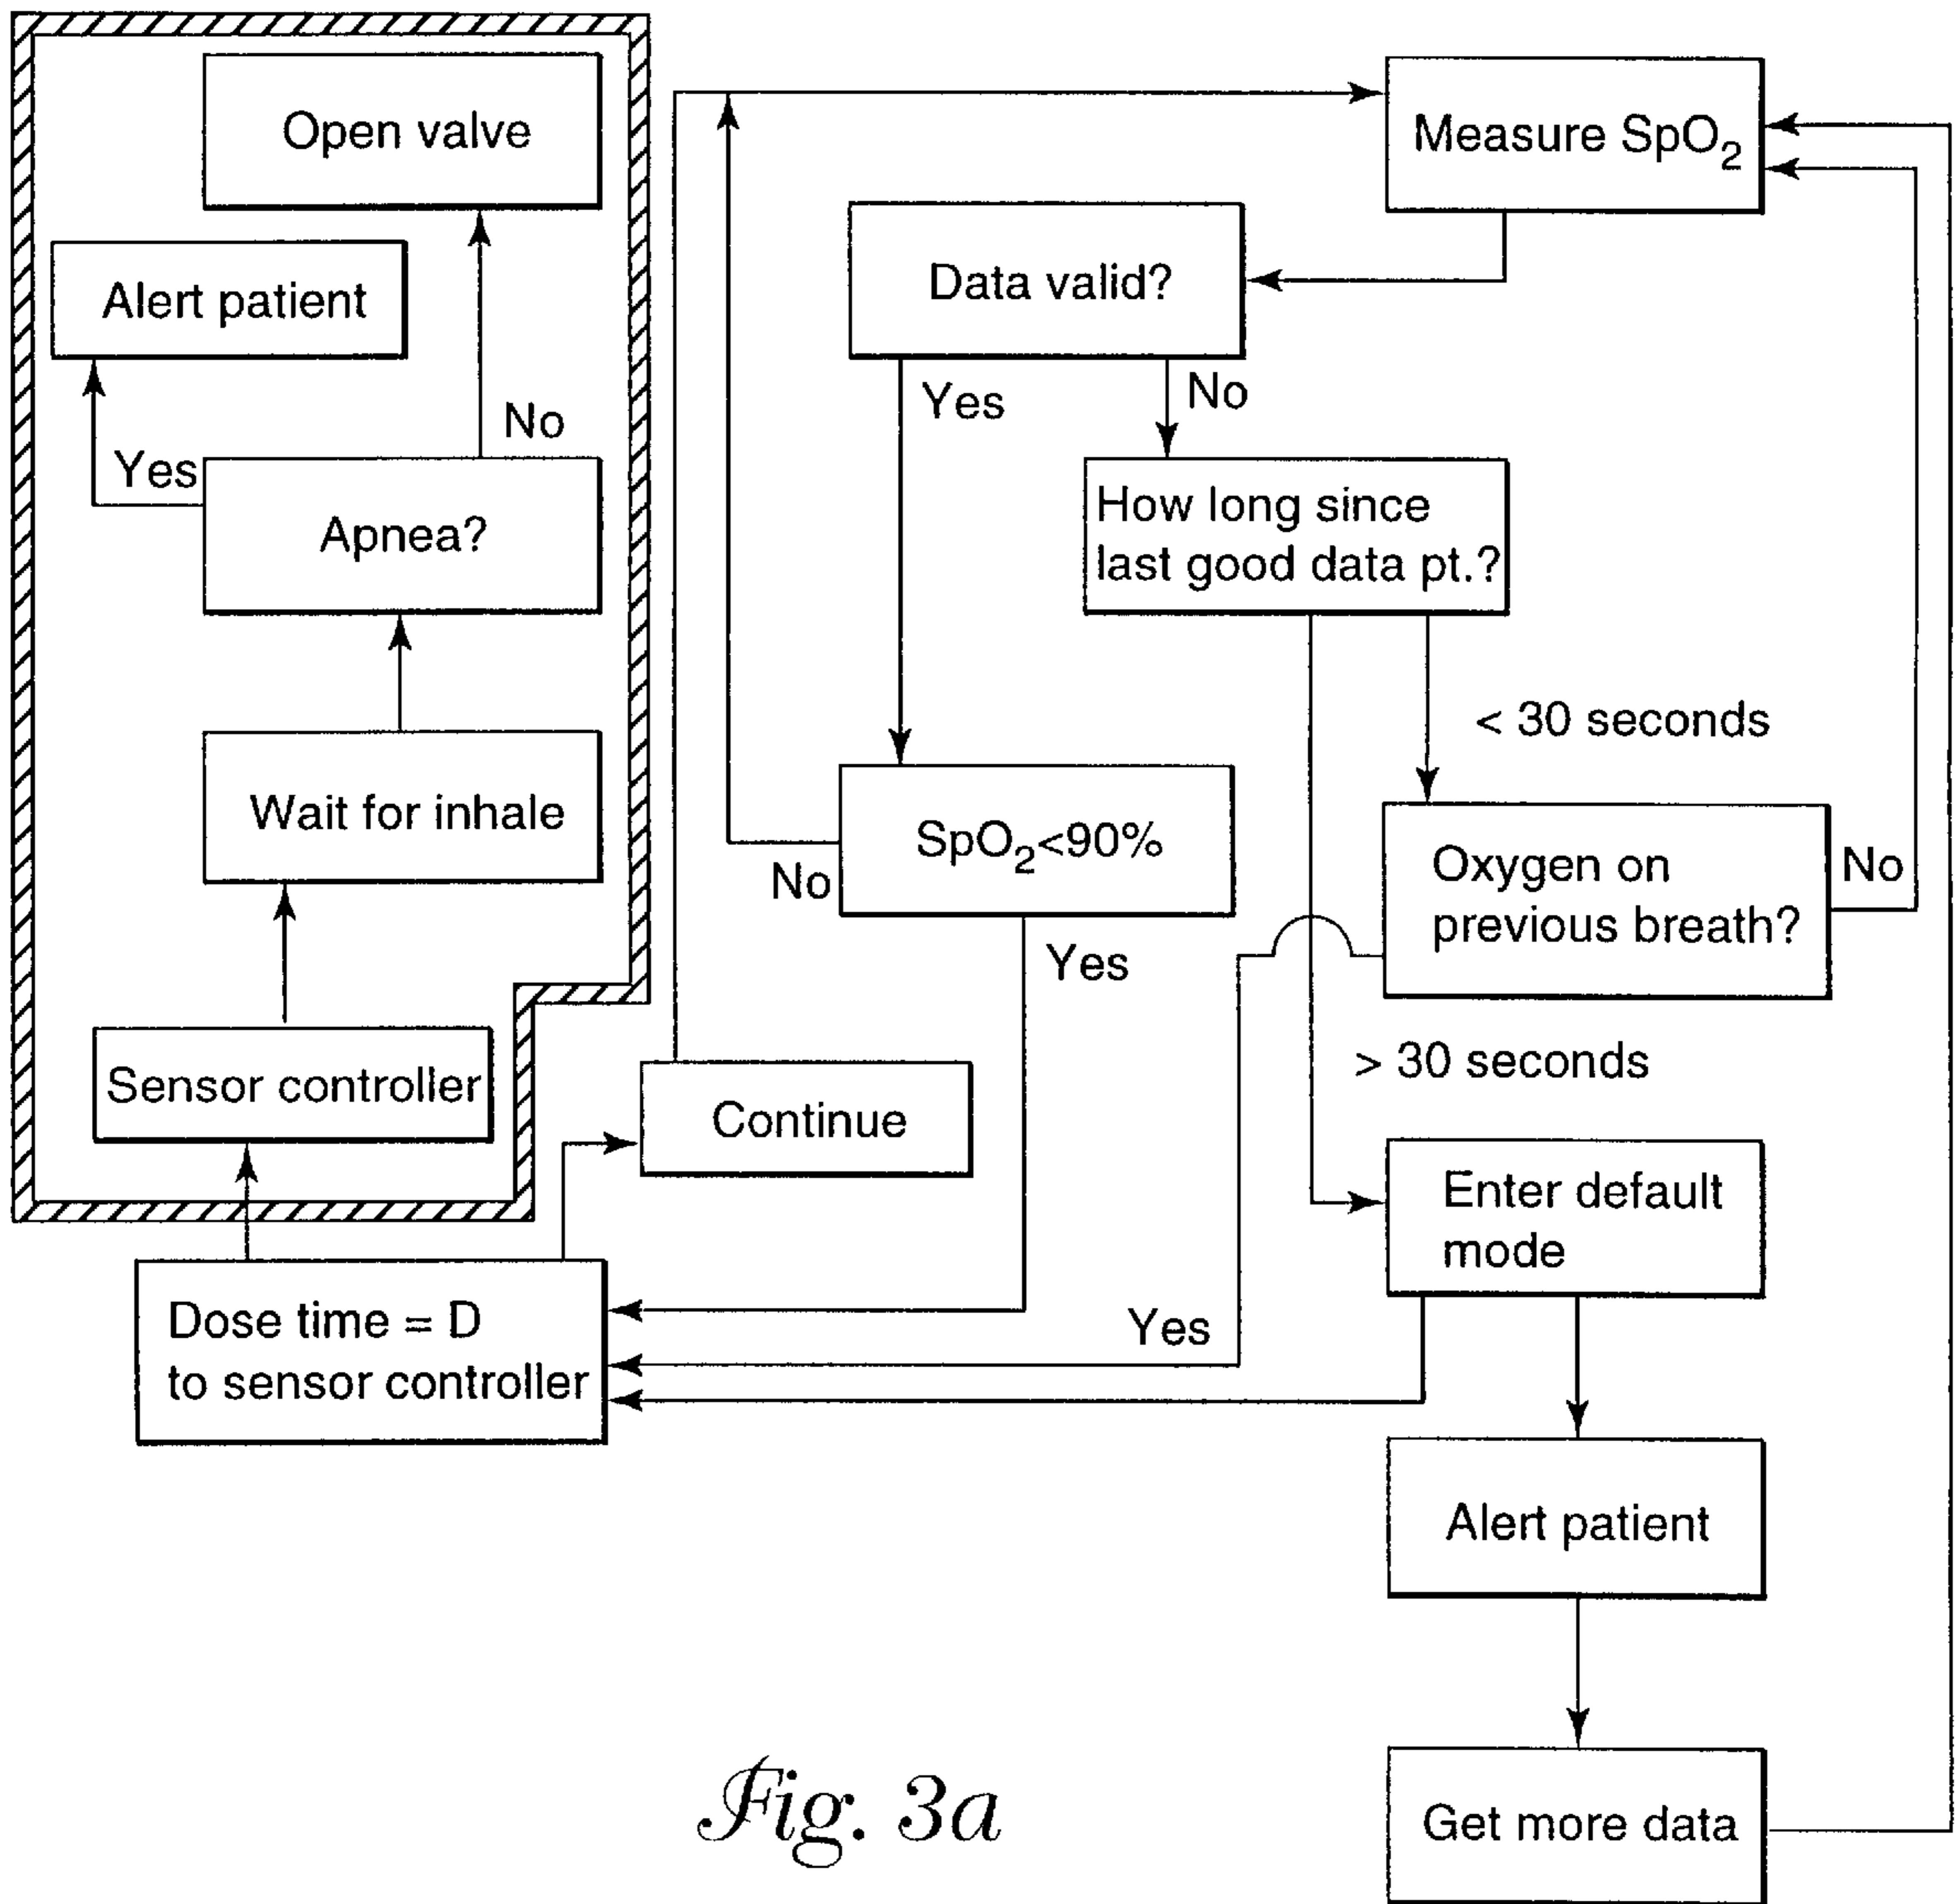 Open valve
Measure SpO₂
Alert patient
Data valid?
Yes
No
No
Yes
How long since
last good data pt.?
Apnea?
< 30 seconds
Wait for inhale
SpO₂<90%
No
Oxygen on
previous breath?
No
Yes
> 30 seconds
Sensor controller
Continue
Enter default
mode
Dose time = D
to sensor controller
Yes
Alert patient
Get more data
Fig. 3a